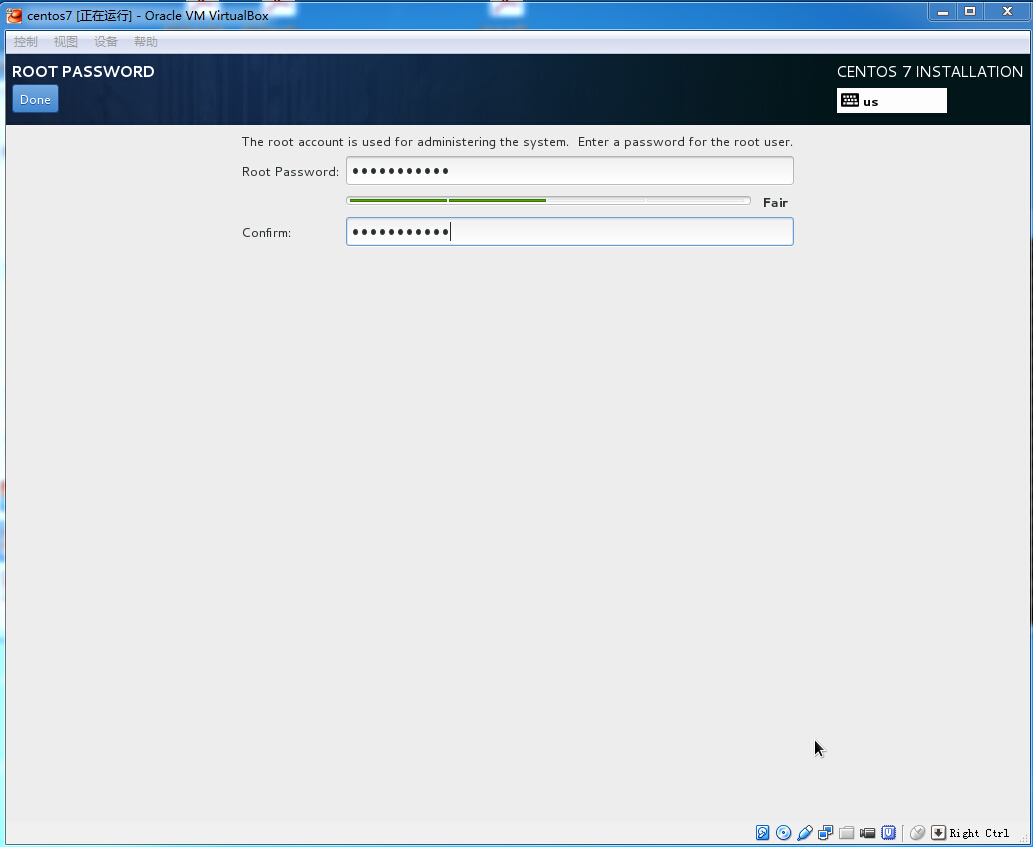 centos7 [正在运行] - Oracle VM VirtualBox
控制 视图 设备 帮助
ROOT PASSWORD
CENTOS 7 INSTALLATION
Done
us
The root account is used for administering the system. Enter a password for the root user.
Root Password: •••••••••••
Fair
Confirm: •••••••••••
Right Ctrl